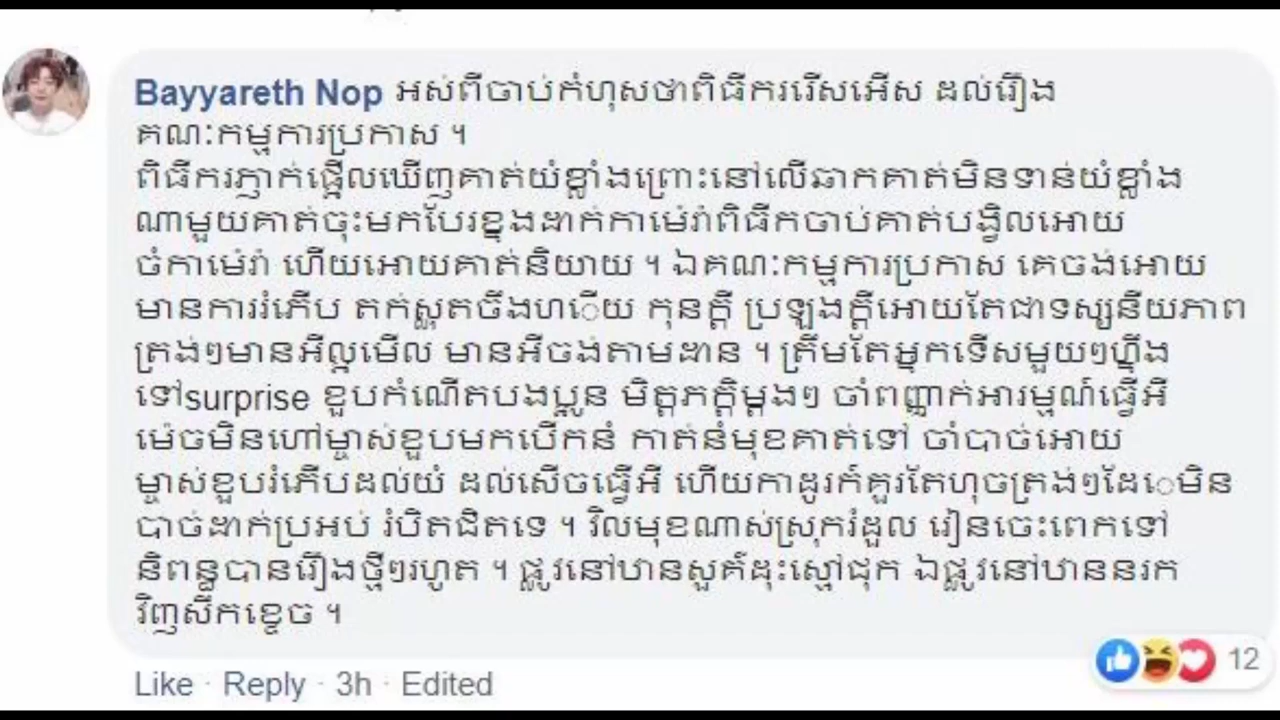 Bayyareth Nop អស់ពីចាប់កំហុសថាពិធីកររើសអើស ដល់រឿង
គណៈកម្មការប្រកាស ។
ពិធីករភ្ញាក់ផ្អើលឃើញគាត់យំខ្លាំងព្រោះនៅលើឆាកគាត់មិនទាន់យំខ្លាំង
ណាមួយគាត់ចុះមកបែរខ្នងដាក់កាម៉េរ៉ាពិធីកចាប់គាត់បង្វិលអោយ
ចំកាម៉េរ៉ា ហើយអោយគាត់និយាយ ។ ឯគណៈកម្មការប្រកាស គេចង់អោយ
មានការរំភើប តក់ស្លុតចឹងហេីយ កុនក្តី ប្រឡងក្តីអោយតែជាទស្សនីយភាព
ត្រង់ៗមានអីល្អមើល មានអីចង់តាមដាន ។ ត្រឹមតែអ្នកទើសមួយៗហ្នឹង
ទៅsurprise ខួបកំណើតបងប្អូន មិត្តភក្តិម្តងៗ ចាំពញ្ញាក់អារម្មណ៍ធ្វើអី
ម៉េចមិនហៅម្ចាស់ខួបមកបើកនំ កាត់នំមុខគាត់ទៅ ចាំបាច់អោយ
ម្ចាស់ខួបរំភើបដល់យំ ដល់សើចធ្វើអី ហើយកាដូរក៍គួរតែហុចត្រង់ៗដែេមិន
បាច់ដាក់ប្រអប់ រំបិតជិតទេ ។ វិលមុខណាស់ស្រុករំដួល រៀនចេះពេកទៅ
និពន្ធបានរឿងថ្មីៗរហូត ។ ផ្លូវនៅឋានសួគ៌ដុះស្មៅជុក ឯផ្លូវនៅឋាននរក
វិញសឹកខ្ទេច ។
Like · Reply · 3h · Edited
12